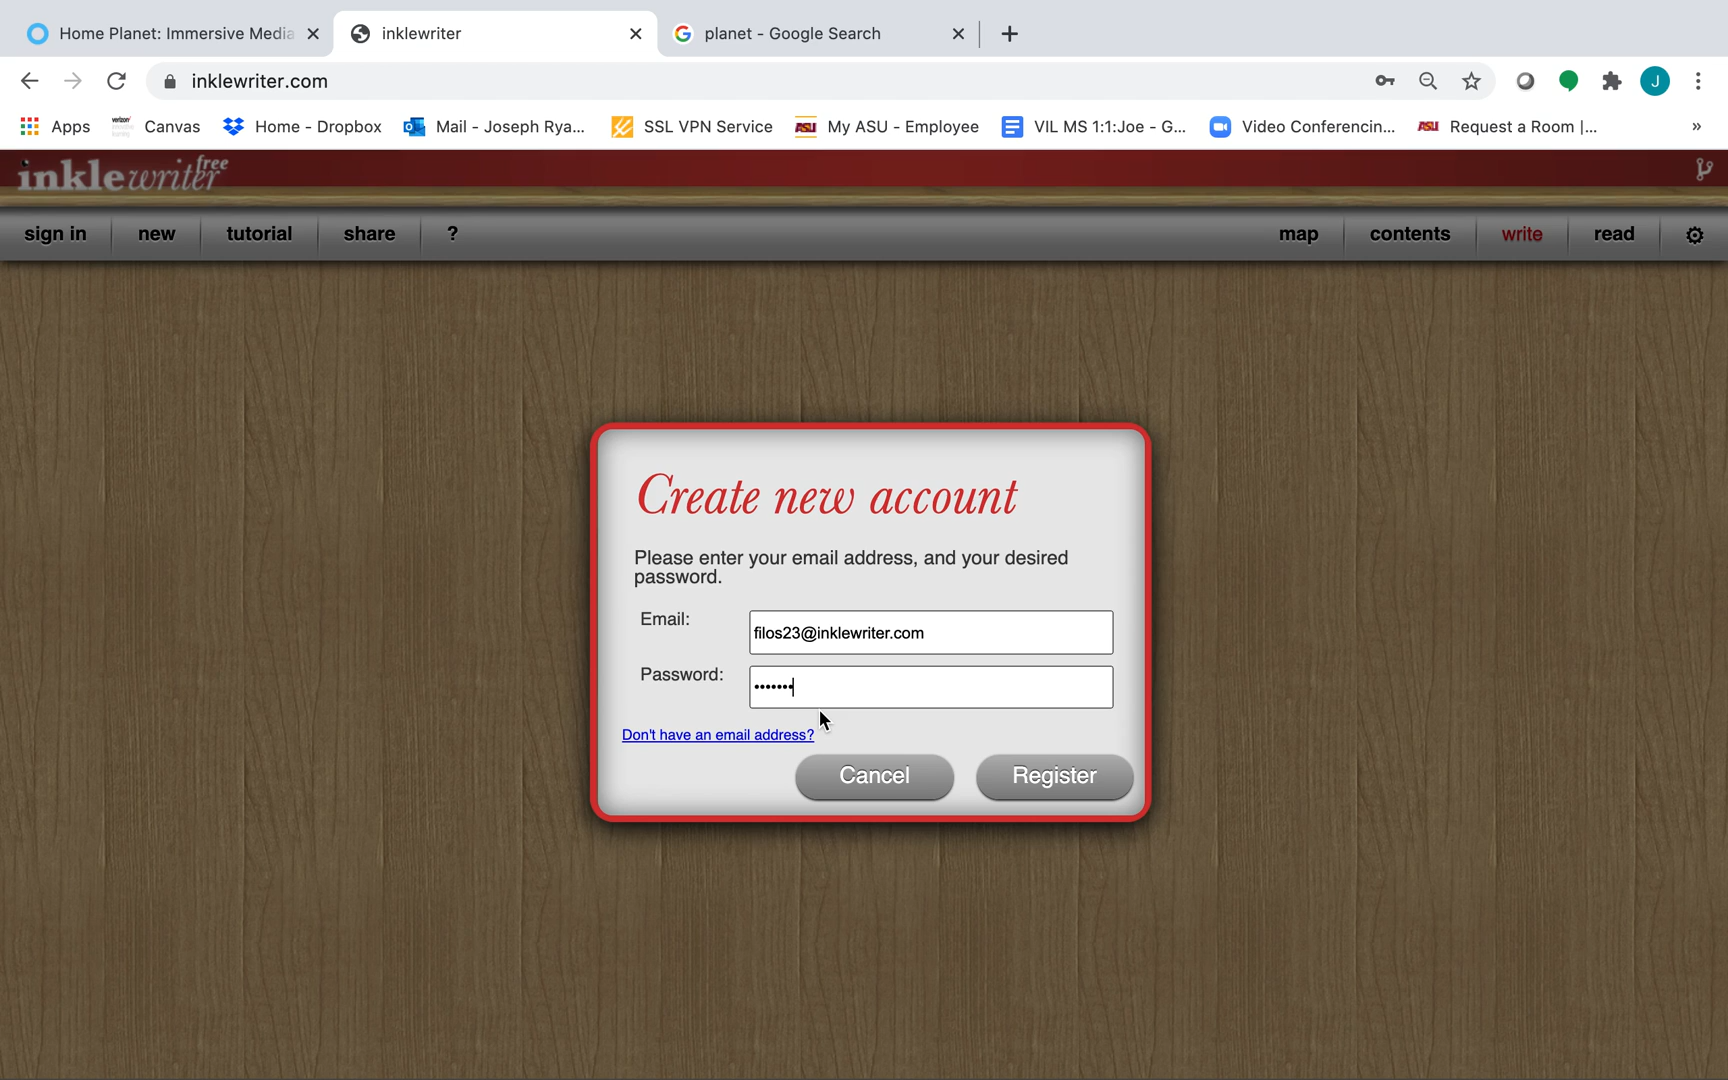 Home Planet: Immersive Media
inklewriter
planet - Google Search
inklewriter.com
J
Apps
verizon
Canvas
Home - Dropbox
Mail - Joseph Rya...
SSL VPN Service
ASU
My ASU - Employee
VIL MS 1:1:Joe - G...
Video Conferencin...
ASU
Request a Room |...
»
inklewriter free
sign in
new
tutorial
share
?
map
contents
write
read
Create new account
Please enter your email address, and your desired
password.
Email:
filos23@inklewriter.com
Password:
•••••••
Don't have an email address?
Cancel
Register